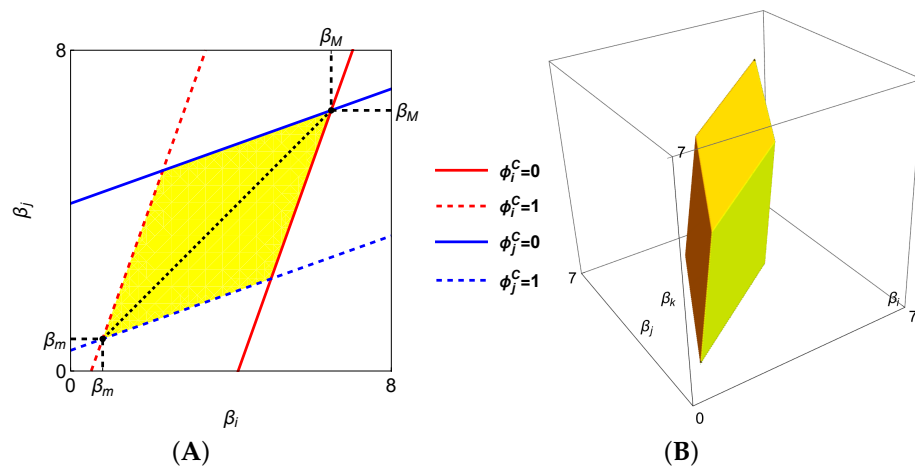 β_M
8
β_M
β_j
β_m
0
0
β_m
8
β_i
(A)
ϕ_i^C=0
ϕ_i^C=1
ϕ_j^C=0
ϕ_j^C=1
7
7
β_k
β_j
β_i
7
0
(B)